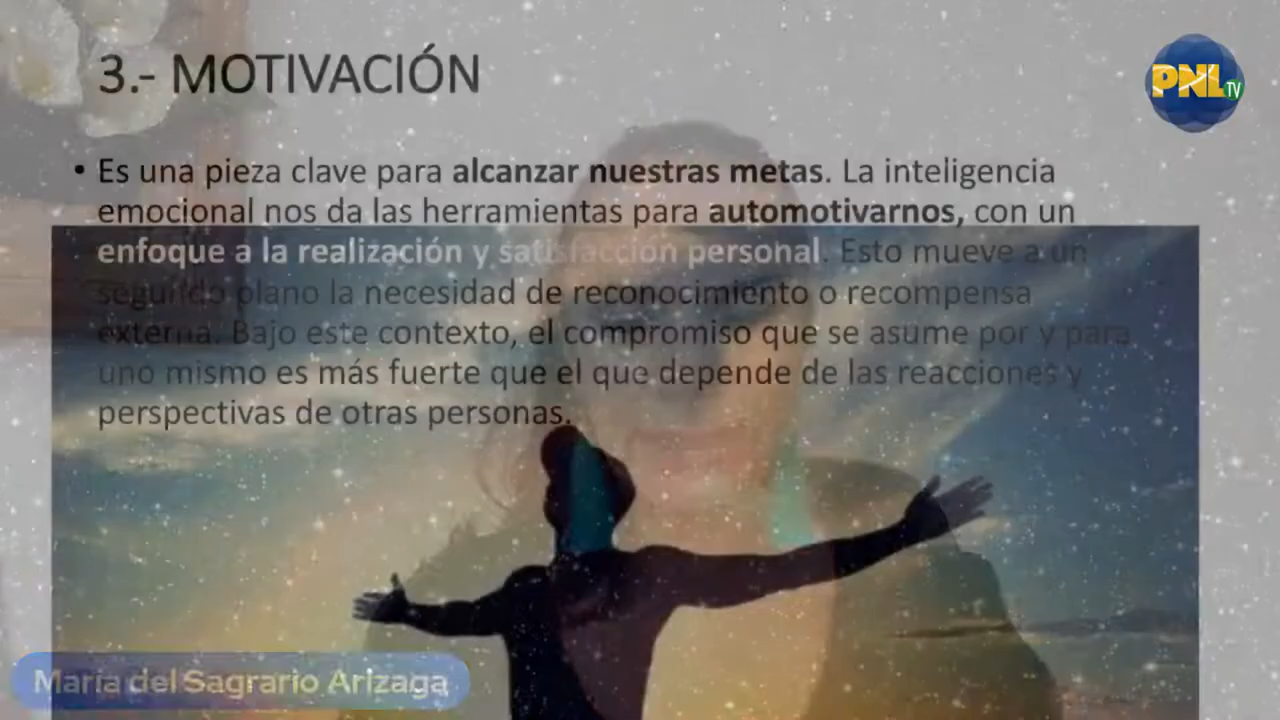 3.- MOTIVACIÓN
PNL TV
• Es una pieza clave para alcanzar nuestras metas. La inteligencia
emocional nos da las herramientas para automotivarnos, con un
enfoque a la realización y satisfacción personal. Esto mueve a un
segundo plano la necesidad de reconocimiento o recompensa
externa. Bajo este contexto, el compromiso que se asume por y para
uno mismo es más fuerte que el que depende de las reacciones y
perspectivas de otras personas.
María del Sagrario Arizaga